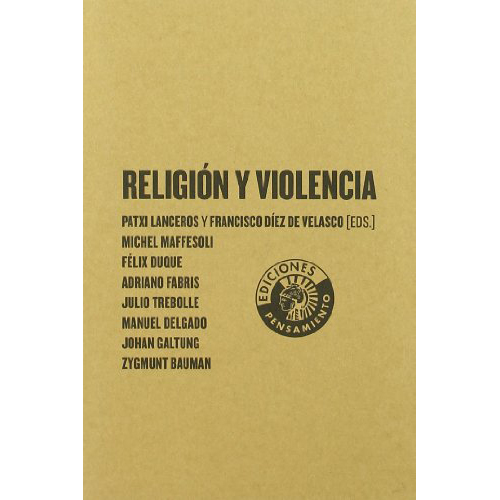 RELIGIÓN Y VIOLENCIA
PATXI LANCEROS Y FRANCISCO DÍEZ DE VELASCO [EDS.]
MICHEL MAFFESOLI
FÉLIX DUQUE
ADRIANO FABRIS
JULIO TREBOLLE
MANUEL DELGADO
JOHAN GALTUNG
ZYGMUNT BAUMAN
EDICIONES
PENSAMIENTO